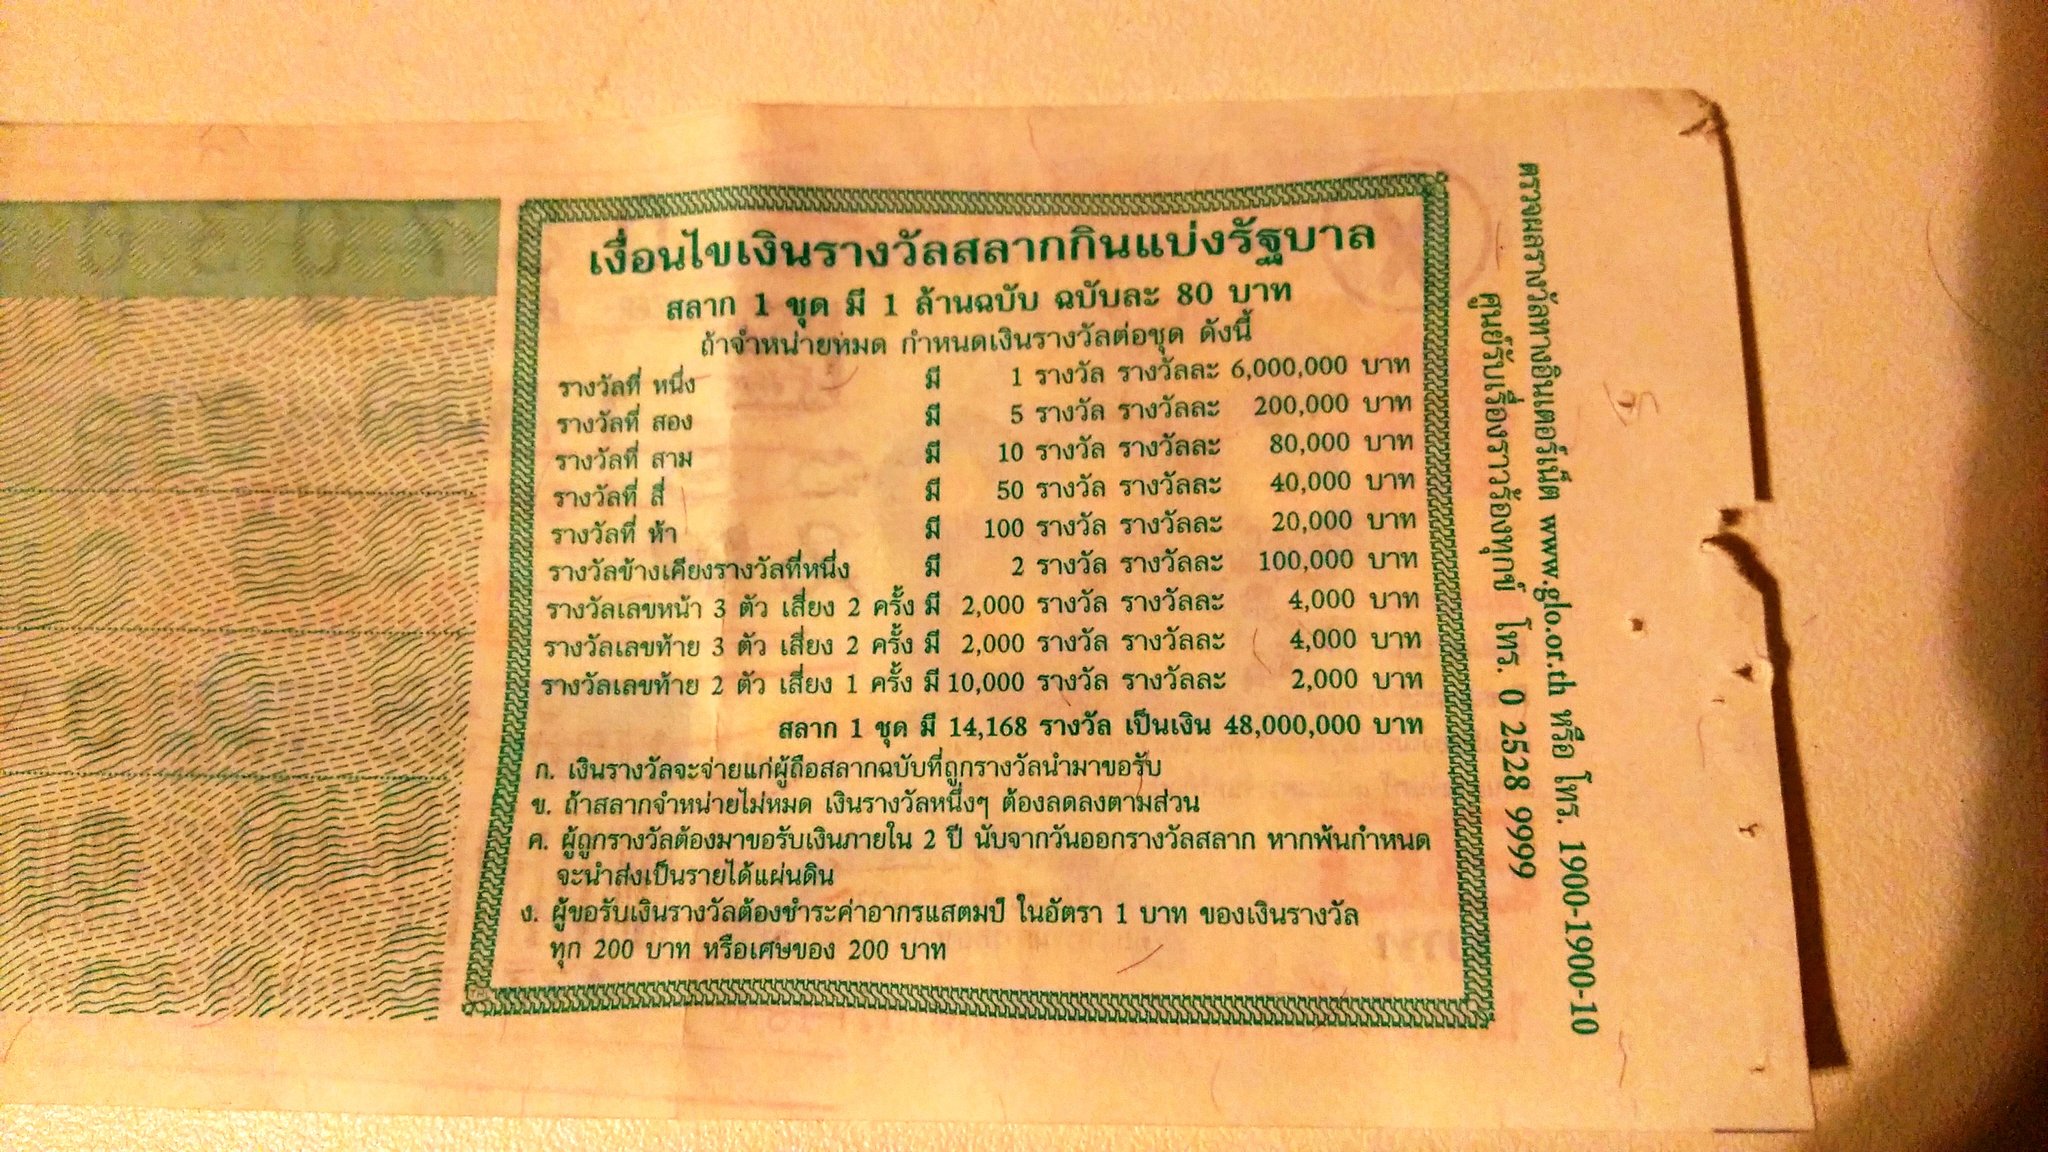 เงื่อนไขเงินรางวัลสลากกินแบ่งรัฐบาล
สลาก 1 ชุด มี 1 ล้านฉบับ ฉบับละ 80 บาท
ถ้าจำหน่ายหมด กำหนดเงินรางวัลต่อชุด ดังนี้
รางวัลที่ หนึ่ง มี 1 รางวัล รางวัลละ 6,000,000 บาท
รางวัลที่ สอง มี 5 รางวัล รางวัลละ 200,000 บาท
รางวัลที่ สาม มี 10 รางวัล รางวัลละ 80,000 บาท
รางวัลที่ สี่ มี 50 รางวัล รางวัลละ 40,000 บาท
รางวัลที่ ห้า มี 100 รางวัล รางวัลละ 20,000 บาท
รางวัลข้างเคียงรางวัลที่หนึ่ง มี 2 รางวัล รางวัลละ 100,000 บาท
รางวัลเลขหน้า 3 ตัว เสี่ยง 2 ครั้ง มี 2,000 รางวัล รางวัลละ 4,000 บาท
รางวัลเลขท้าย 3 ตัว เสี่ยง 2 ครั้ง มี 2,000 รางวัล รางวัลละ 4,000 บาท
รางวัลเลขท้าย 2 ตัว เสี่ยง 1 ครั้ง มี 10,000 รางวัล รางวัลละ 2,000 บาท
สลาก 1 ชุด มี 14,168 รางวัล เป็นเงิน 48,000,000 บาท
ก. เงินรางวัลจะจ่ายแก่ผู้ถือสลากฉบับที่ถูกรางวัลนำมาขอรับ
ข. ถ้าสลากจำหน่ายไม่หมด เงินรางวัลหนึ่งๆ ต้องลดลงตามส่วน
ค. ผู้ถูกรางวัลต้องมาขอรับเงินภายใน 2 ปี นับจากวันออกรางวัลสลาก หากพ้นกำหนด
จะนำส่งเป็นรายได้แผ่นดิน
ง. ผู้ขอรับเงินรางวัลต้องชำระค่าอากรแสตมป์ ในอัตรา 1 บาท ของเงินรางวัล
ทุก 200 บาท หรือเศษของ 200 บาท
ตรวจผลรางวัลทางอินเตอร์เน็ต www.glo.or.th หรือ โทร. 1900-1900-10
ศูนย์รับเรื่องราวร้องทุกข์ โทร. 0 2528 9999